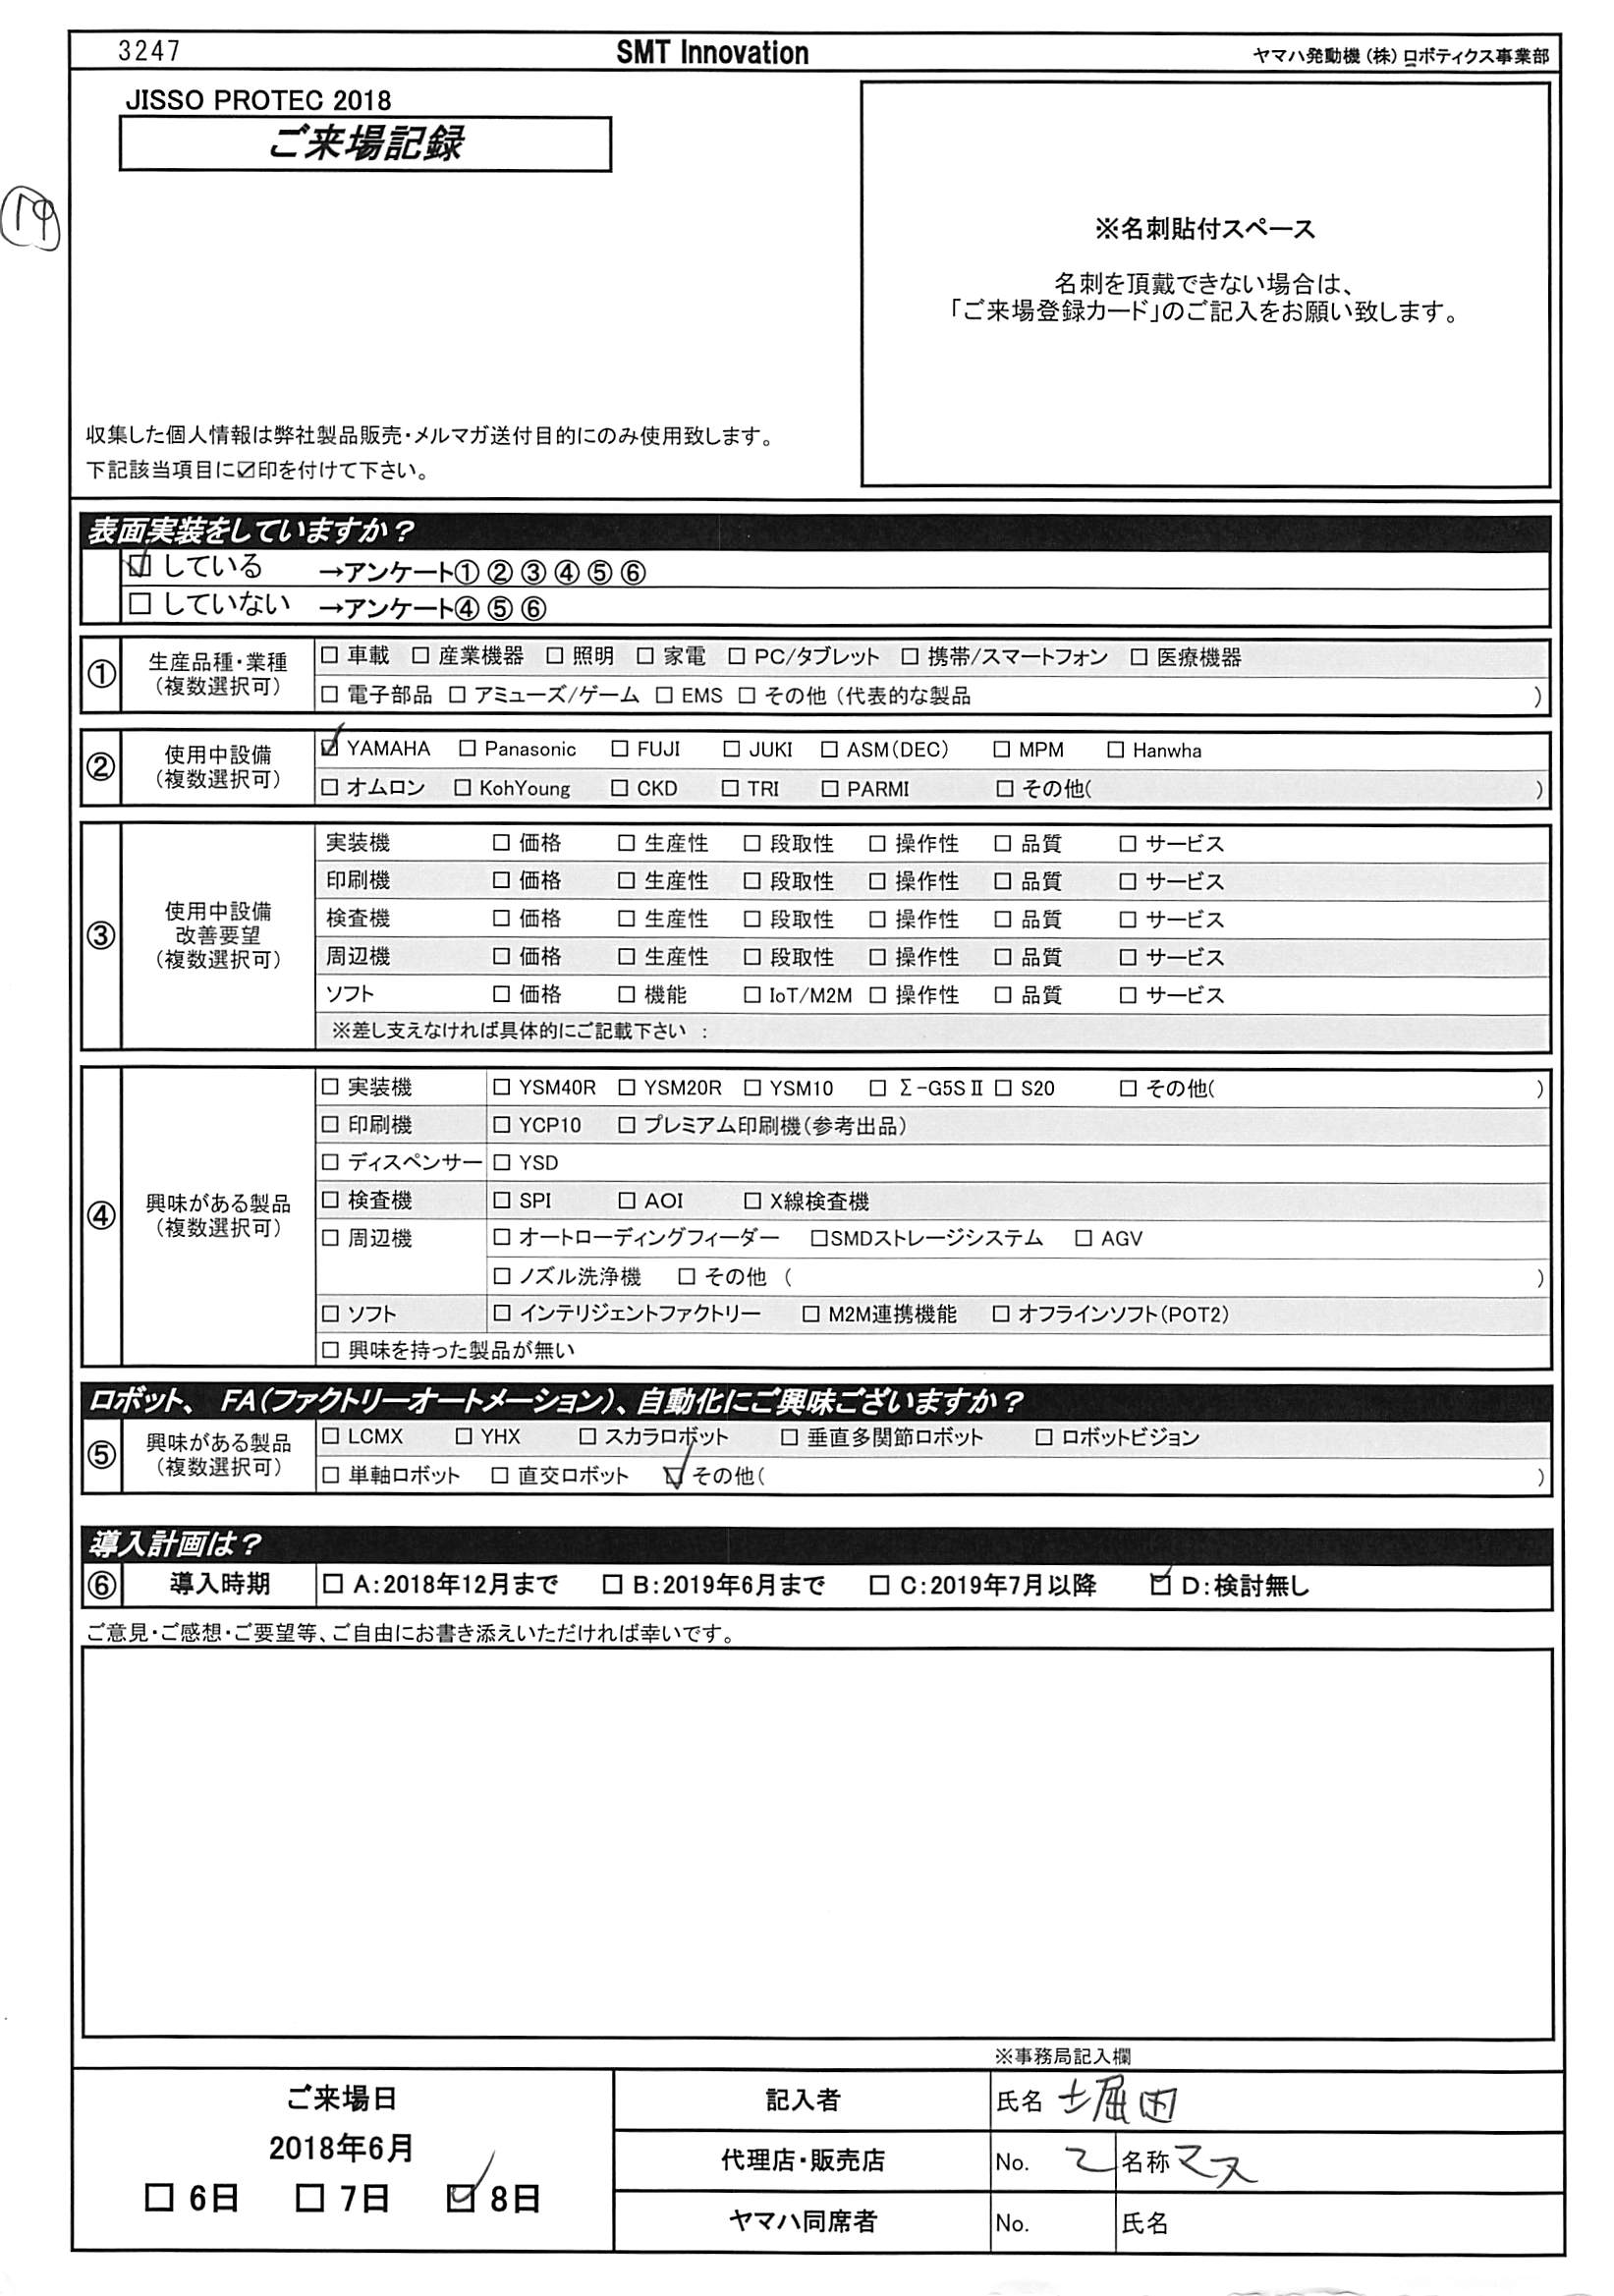 3247 SMT Innovation ヤマハ発動機（株）ロボティクス事業部
JISSO PROTEC 2018
ご来場記録
※名刺貼付スペース
名刺を頂戴できない場合は、
「ご来場登録カード」のご記入をお願い致します。
収集した個人情報は弊社製品販売・メルマガ送付目的にのみ使用致します。
下記該当項目に☑印を付けて下さい。
表面実装をしていますか？
☑ している →アンケート① ② ③ ④ ⑤ ⑥
□ していない →アンケート④ ⑤ ⑥
① 生産品種・業種（複数選択可）
□ 車載 □ 産業機器 □ 照明 □ 家電 □ PC/タブレット □ 携帯/スマートフォン □ 医療機器
□ 電子部品 □ アミューズ/ゲーム □ EMS □ その他（代表的な製品 ）
② 使用中設備（複数選択可）
☑ YAMAHA □ Panasonic □ FUJI □ JUKI □ ASM(DEC) □ MPM □ Hanwha
□ オムロン □ KohYoung □ CKD □ TRI □ PARMI □ その他( )
③ 使用中設備改善要望（複数選択可）
実装機 □ 価格 □ 生産性 □ 段取性 □ 操作性 □ 品質 □ サービス
印刷機 □ 価格 □ 生産性 □ 段取性 □ 操作性 □ 品質 □ サービス
検査機 □ 価格 □ 生産性 □ 段取性 □ 操作性 □ 品質 □ サービス
周辺機 □ 価格 □ 生産性 □ 段取性 □ 操作性 □ 品質 □ サービス
ソフト □ 価格 □ 機能 □ IoT/M2M □ 操作性 □ 品質 □ サービス
※差し支えなければ具体的にご記載下さい ：
④ 興味がある製品（複数選択可）
□ 実装機 □ YSM40R □ YSM20R □ YSM10 □ Σ-G5SⅡ □ S20 □ その他( )
□ 印刷機 □ YCP10 □ プレミアム印刷機(参考出品)
□ ディスペンサー □ YSD
□ 検査機 □ SPI □ AOI □ X線検査機
□ 周辺機 □ オートローディングフィーダー □SMDストレージシステム □ AGV
□ ノズル洗浄機 □ その他 ( )
□ ソフト □ インテリジェントファクトリー □ M2M連携機能 □ オフラインソフト(POT2)
□ 興味を持った製品が無い
ロボット、FA(ファクトリーオートメーション)、自動化にご興味ございますか？
⑤ 興味がある製品（複数選択可）
□ LCMX □ YHX □ スカラロボット □ 垂直多関節ロボット □ ロボットビジョン
□ 単軸ロボット □ 直交ロボット ☑ その他( )
導入計画は？
⑥ 導入時期 □ A:2018年12月まで □ B:2019年6月まで □ C:2019年7月以降 ☑ D:検討無し
ご意見・ご感想・ご要望等、ご自由にお書き添えいただければ幸いです。
※事務局記入欄
ご来場日
2018年6月
□ 6日 □ 7日 ☑ 8日
記入者 氏名 堀田
代理店・販売店 No. 2 名称 マヌ
ヤマハ同席者 No. 氏名